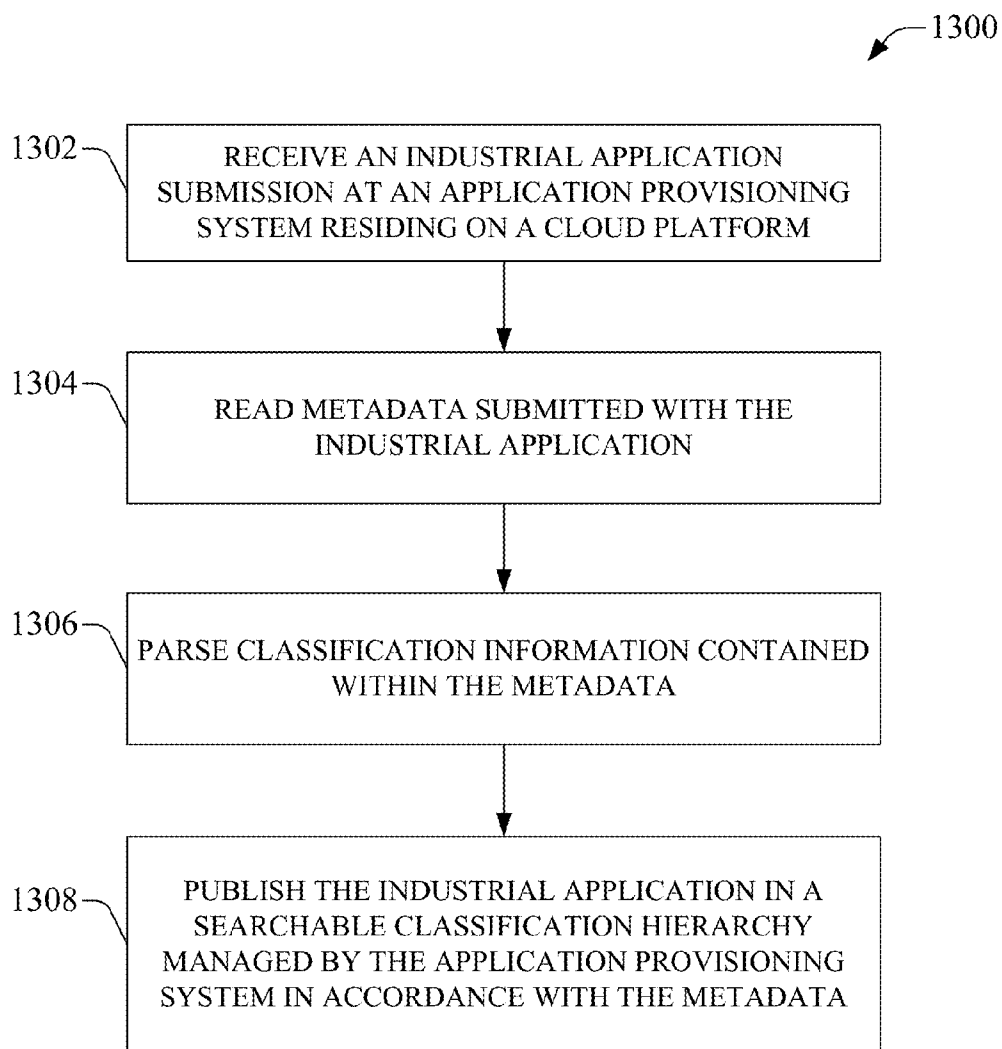 1300
1302
RECEIVE AN INDUSTRIAL APPLICATION
SUBMISSION AT AN APPLICATION PROVISIONING
SYSTEM RESIDING ON A CLOUD PLATFORM
1304
READ METADATA SUBMITTED WITH THE
INDUSTRIAL APPLICATION
1306
PARSE CLASSIFICATION INFORMATION CONTAINED
WITHIN THE METADATA
1308
PUBLISH THE INDUSTRIAL APPLICATION IN A
SEARCHABLE CLASSIFICATION HIERARCHY
MANAGED BY THE APPLICATION PROVISIONING
SYSTEM IN ACCORDANCE WITH THE METADATA